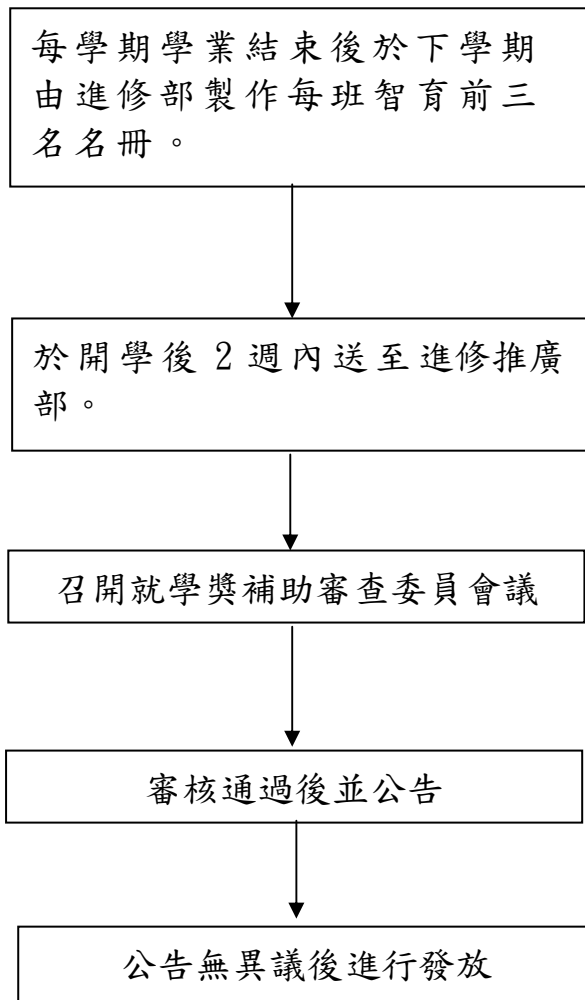 每學期學業結束後於下學期
由進修部製作每班智育前三
名名冊。
於開學後 2 週內送至進修推廣
部。
召開就學獎補助審查委員會議
審核通過後並公告
公告無異議後進行發放